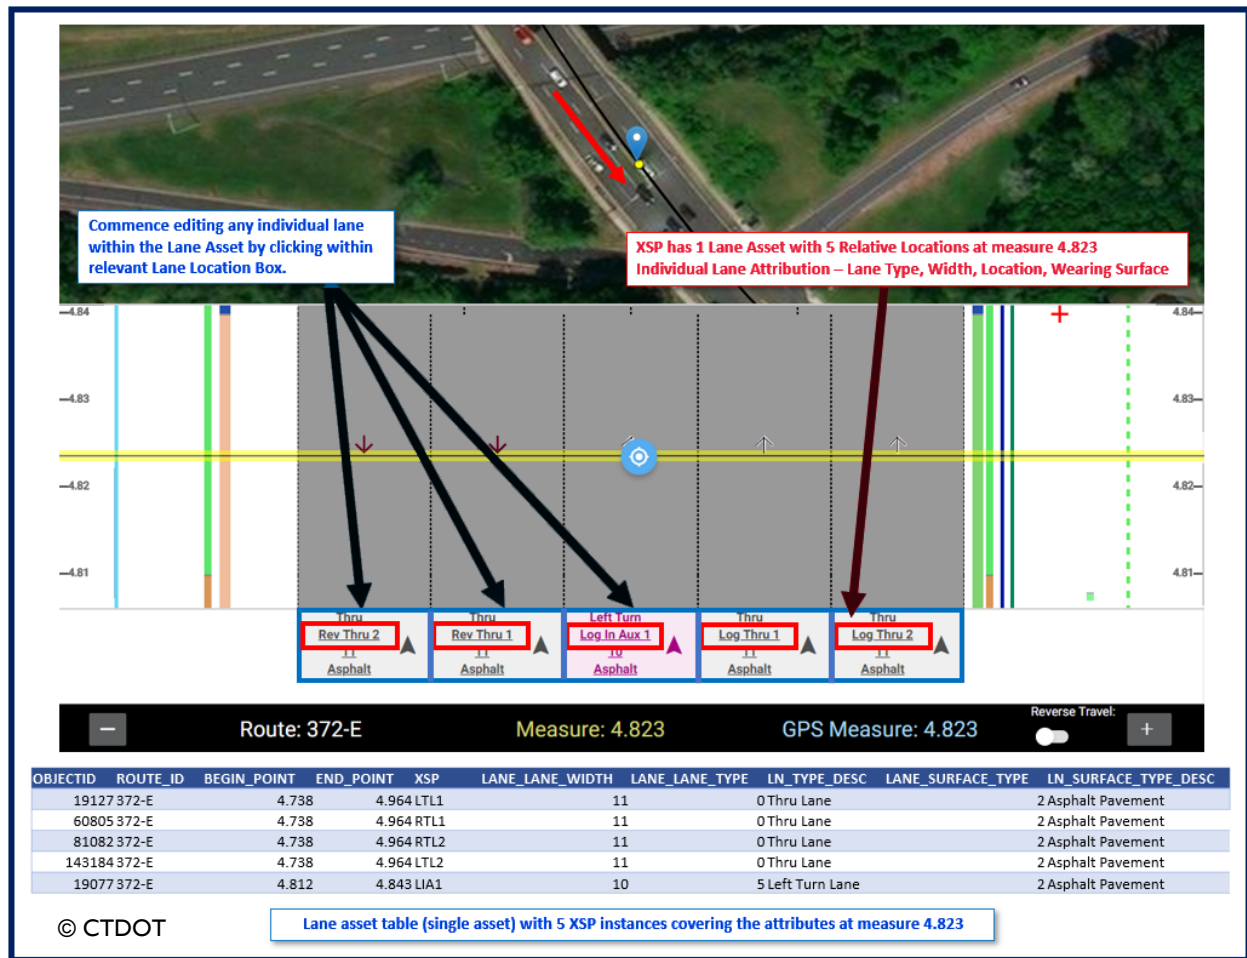 Commence editing any individual lane
within the Lane Asset by clicking within
relevant Lane Location Box.
XSP has 1 Lane Asset with 5 Relative Locations at measure 4.823
Individual Lane Attribution – Lane Type, Width, Location, Wearing Surface
4.84 4.84
4.83 4.83
4.82 4.82
4.81 4.81
Thru Thru Left Turn Thru Thru
Rev Thru 2 Rev Thru 1 Log In Aux 1 Log Thru 1 Log Thru 2
11 11 10 11 11
Asphalt Asphalt Asphalt Asphalt Asphalt
Reverse Travel:
− Route: 372-E Measure: 4.823 GPS Measure: 4.823 +
OBJECTID ROUTE_ID BEGIN_POINT END_POINT XSP LANE_LANE_WIDTH LANE_LANE_TYPE LN_TYPE_DESC LANE_SURFACE_TYPE LN_SURFACE_TYPE_DESC
19127 372-E 4.738 4.964 LTL1 11 0 Thru Lane 2 Asphalt Pavement
60805 372-E 4.738 4.964 RTL1 11 0 Thru Lane 2 Asphalt Pavement
81082 372-E 4.738 4.964 RTL2 11 0 Thru Lane 2 Asphalt Pavement
143184 372-E 4.738 4.964 LTL2 11 0 Thru Lane 2 Asphalt Pavement
19077 372-E 4.812 4.843 LIA1 10 5 Left Turn Lane 2 Asphalt Pavement
© CTDOT
Lane asset table (single asset) with 5 XSP instances covering the attributes at measure 4.823